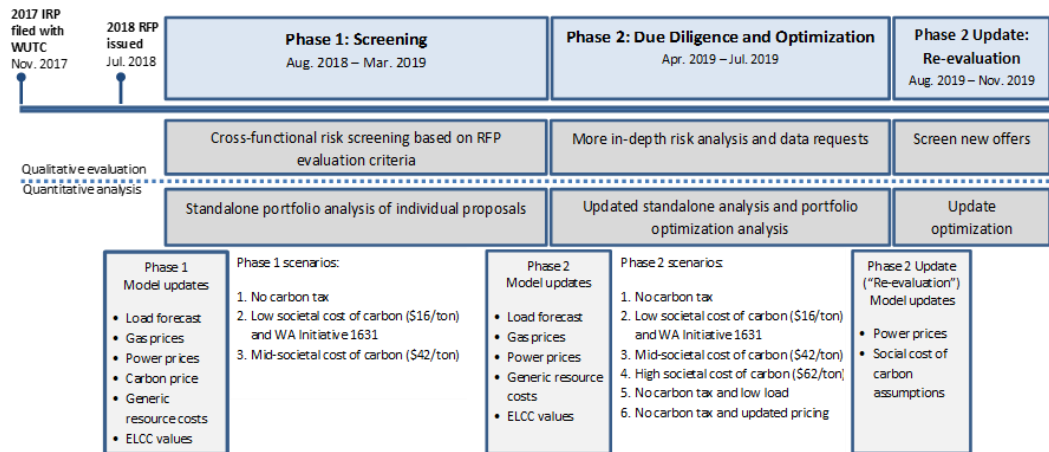 2017 IRP
filed with
WUTC
Nov. 2017
2018 RFP
issued
Jul. 2018
Phase 1: Screening
Aug. 2018 – Mar. 2019
Phase 2: Due Diligence and Optimization
Apr. 2019 – Jul. 2019
Phase 2 Update:
Re-evaluation
Aug. 2019 – Nov. 2019
Qualitative evaluation
Quantitative analysis
Cross-functional risk screening based on RFP
evaluation criteria
More in-depth risk analysis and data requests
Screen new offers
Standalone portfolio analysis of individual proposals
Updated standalone analysis and portfolio
optimization analysis
Update
optimization
Phase 1
Model updates
• Load forecast
• Gas prices
• Power prices
• Carbon price
• Generic
resource costs
• ELCC values
Phase 1 scenarios:
1. No carbon tax
2. Low societal cost of carbon ($16/ton)
and WA Initiative 1631
3. Mid-societal cost of carbon ($42/ton)
Phase 2
Model updates
• Load forecast
• Gas prices
• Power prices
• Generic resource
costs
• ELCC values
Phase 2 scenarios:
1. No carbon tax
2. Low societal cost of carbon ($16/ton)
and WA Initiative 1631
3. Mid-societal cost of carbon ($42/ton)
4. High societal cost of carbon ($62/ton)
5. No carbon tax and low load
6. No carbon tax and updated pricing
Phase 2 Update
("Re-evaluation")
Model updates
• Power prices
• Social cost of
carbon
assumptions